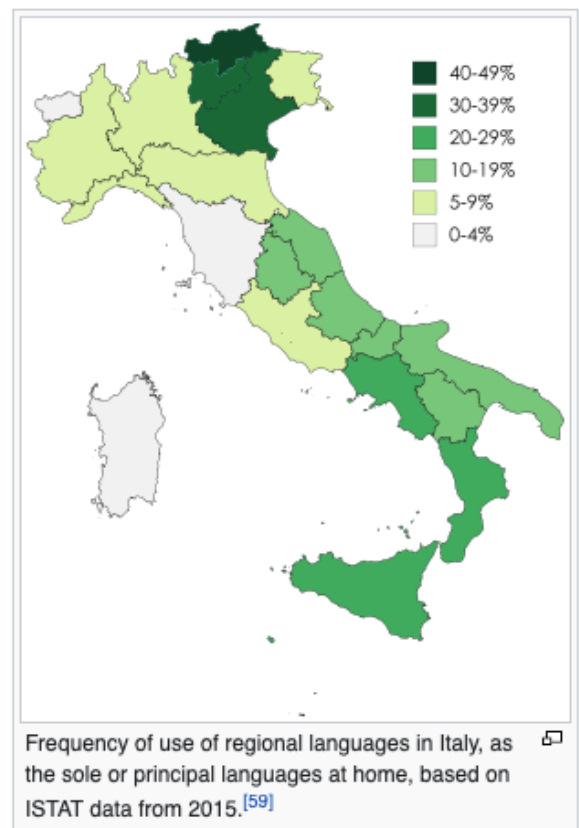 40-49%
30-39%
20-29%
10-19%
5-9%
0-4%
Frequency of use of regional languages in Italy, as
the sole or principal languages at home, based on
ISTAT data from 2015.[59]